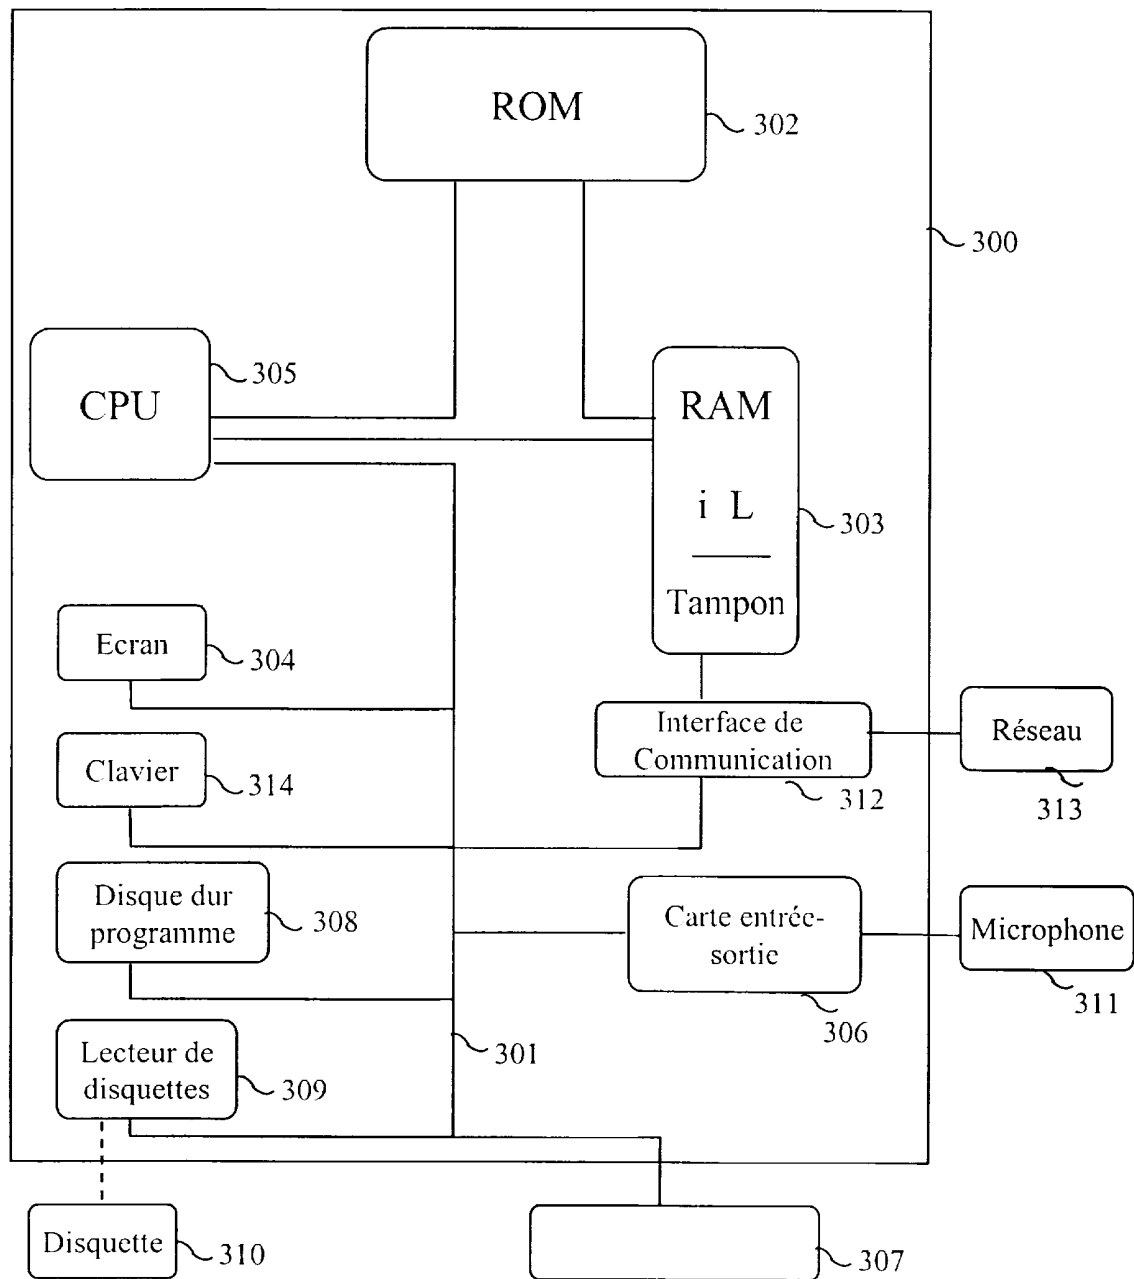 ROM
302
300
305
CPU
RAM
i L
303
Tampon
Ecran
304
Interface de
Communication
312
Réseau
313
Clavier
314
Disque dur
programme
308
Carte entrée-
sortie
306
Microphone
311
301
Lecteur de
disquettes
309
Disquette
310
307